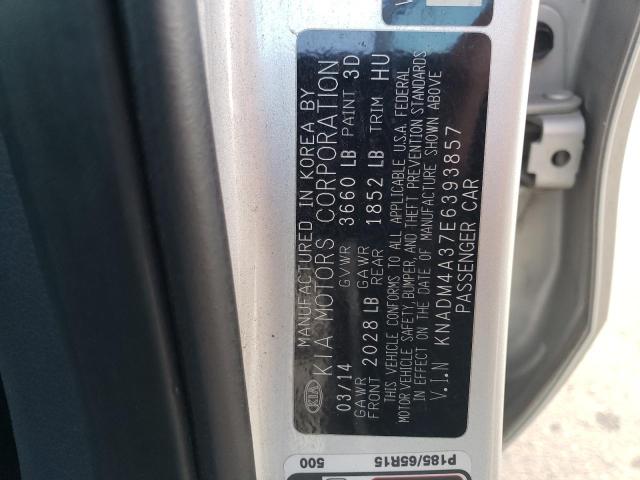 MANUFACTURED IN KOREA BY
KIA KIA MOTORS CORPORATION
03/14 GVWR 3660 LB PAINT 3D
GAWR FRONT 2028 LB GAWR REAR 1852 LB TRIM HU
THIS VEHICLE CONFORMS TO ALL APPLICABLE U.S.A. FEDERAL
MOTOR VEHICLE SAFETY, BUMPER, AND THEFT PREVENTION STANDARDS
IN EFFECT ON THE DATE OF MANUFACTURE SHOWN ABOVE
V.I.N KNADM4A37E6393857
PASSENGER CAR
P185/65R15
500